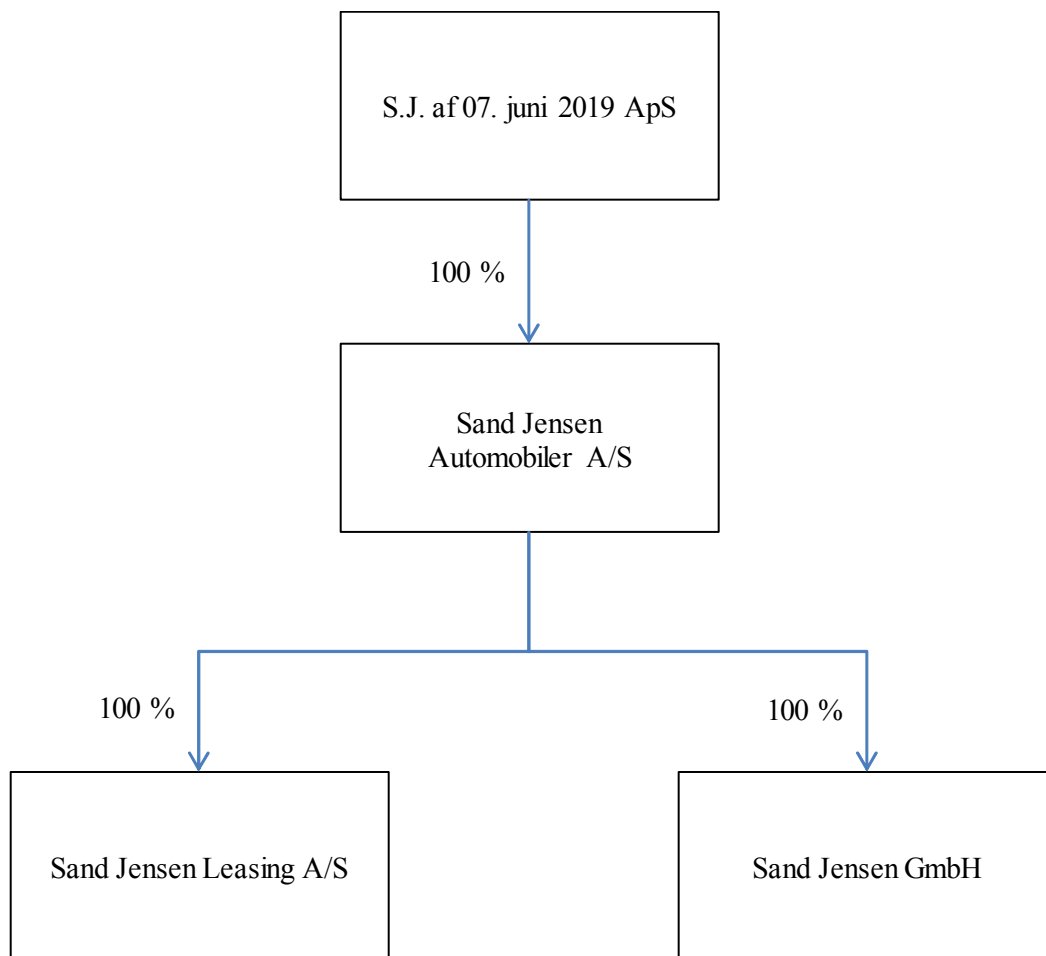 S.J. af 07. juni 2019 ApS
100 %
Sand Jensen
Automobiler A/S
100 %
100 %
Sand Jensen Leasing A/S
Sand Jensen GmbH